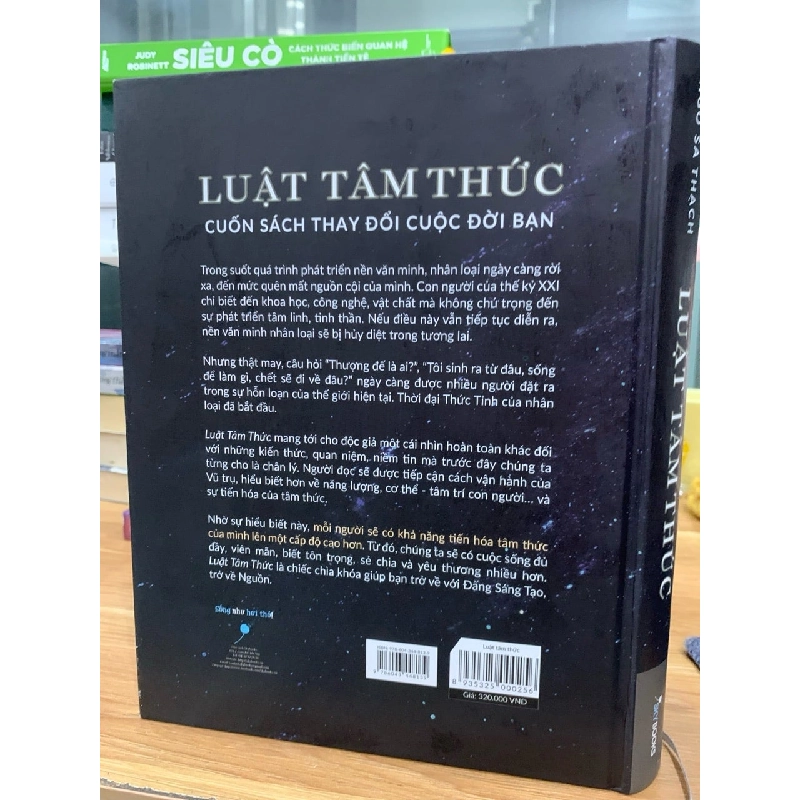 JUDY
ROBINETT
SIÊU CÒ
CÁCH THỨC BIẾN QUAN HỆ
THÀNH TIỀN TỆ
LUẬT TÂM THỨC
CUỐN SÁCH THAY ĐỔI CUỘC ĐỜI BẠN
Trong suốt quá trình phát triển nền văn minh, nhân loại ngày càng rời
xa, đến mức quên mất nguồn cội của mình. Con người của thế kỷ XXI
chỉ biết đến khoa học, công nghệ, vật chất mà không chú trọng đến
sự phát triển tâm linh, tinh thần. Nếu điều này vẫn tiếp tục diễn ra,
nền văn minh nhân loại sẽ bị hủy diệt trong tương lai.
Nhưng thật may, câu hỏi "Thượng đế là ai?", "Tôi sinh ra từ đâu, sống
để làm gì, chết sẽ đi về đâu?" ngày càng được nhiều người đặt ra
trong sự hỗn loạn của thế giới hiện tại. Thời đại Thức Tỉnh của nhân
loại đã bắt đầu.
Luật Tâm Thức mang tới cho độc giả một cái nhìn hoàn toàn khác đối
với những kiến thức, quan niệm, niềm tin mà trước đây chúng ta
từng cho là chân lý. Người đọc sẽ được tiếp cận cách vận hành của
Vũ trụ, hiểu biết hơn về năng lượng, cơ thể - tâm trí con người... và
sự tiến hóa của tâm thức.
Nhờ sự hiểu biết này, mỗi người sẽ có khả năng tiến hóa tâm thức
của mình lên một cấp độ cao hơn. Từ đó, chúng ta sẽ có cuộc sống đủ
đầy, viên mãn, biết tôn trọng, sẻ chia và yêu thương nhiều hơn.
Luật Tâm Thức là chiếc chìa khóa giúp bạn trở về với Đấng Sáng Tạo,
trở về Nguồn.
Sống như hơi thở
Luật tâm thức
8 935325 000256
Giá: 320.000 VND
NGÔ SA THẠCH
LUẬT TÂM THỨC